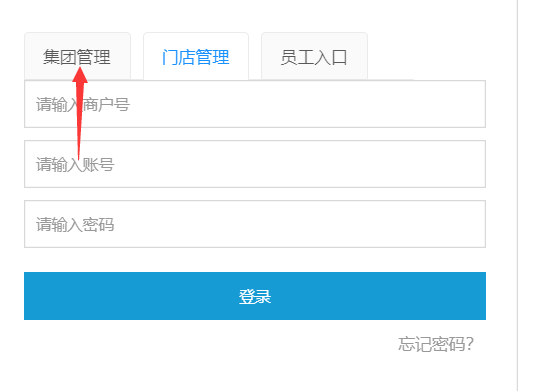 集团管理 门店管理 员工入口
请输入商户号
请输入账号
请输入密码
登录
忘记密码?